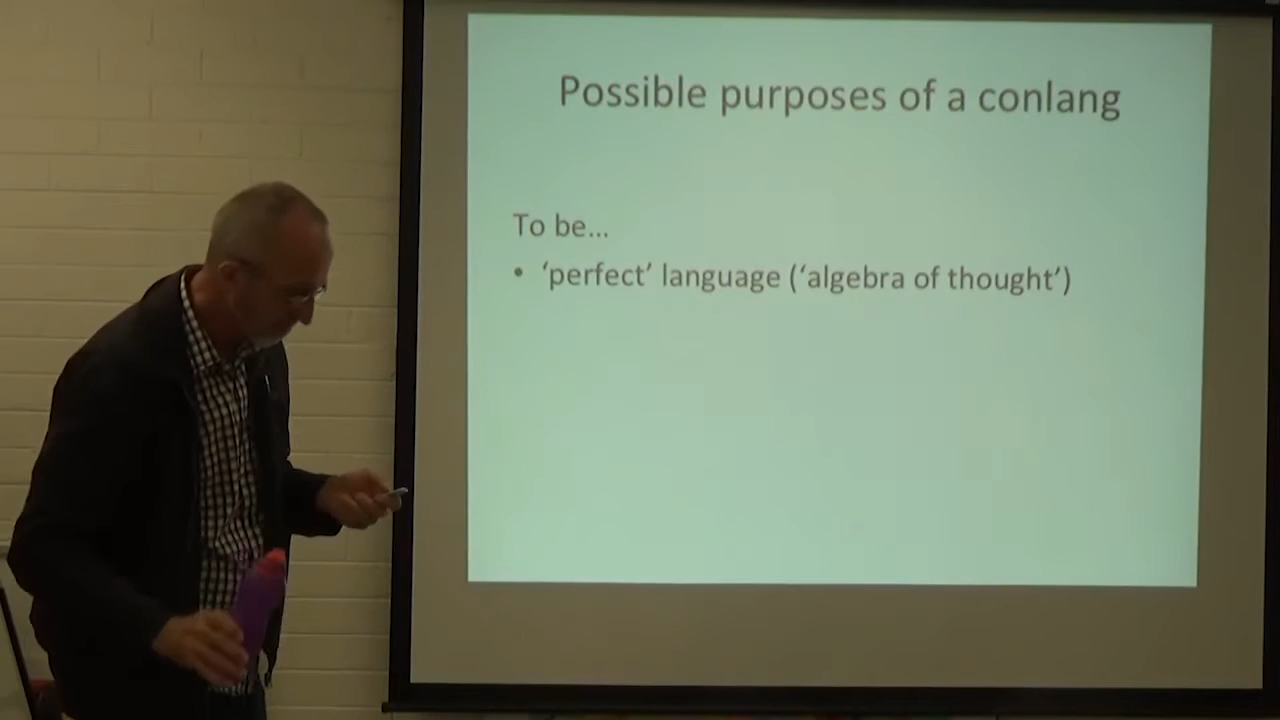 Possible purposes of a conlang
To be...
• ‘perfect’ language (‘algebra of thought’)